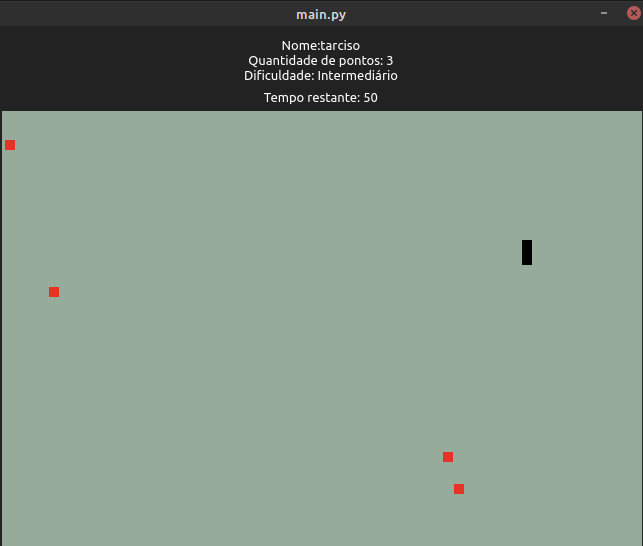 main.py
Nome:tarciso
Quantidade de pontos: 3
Dificuldade: Intermediário
Tempo restante: 50